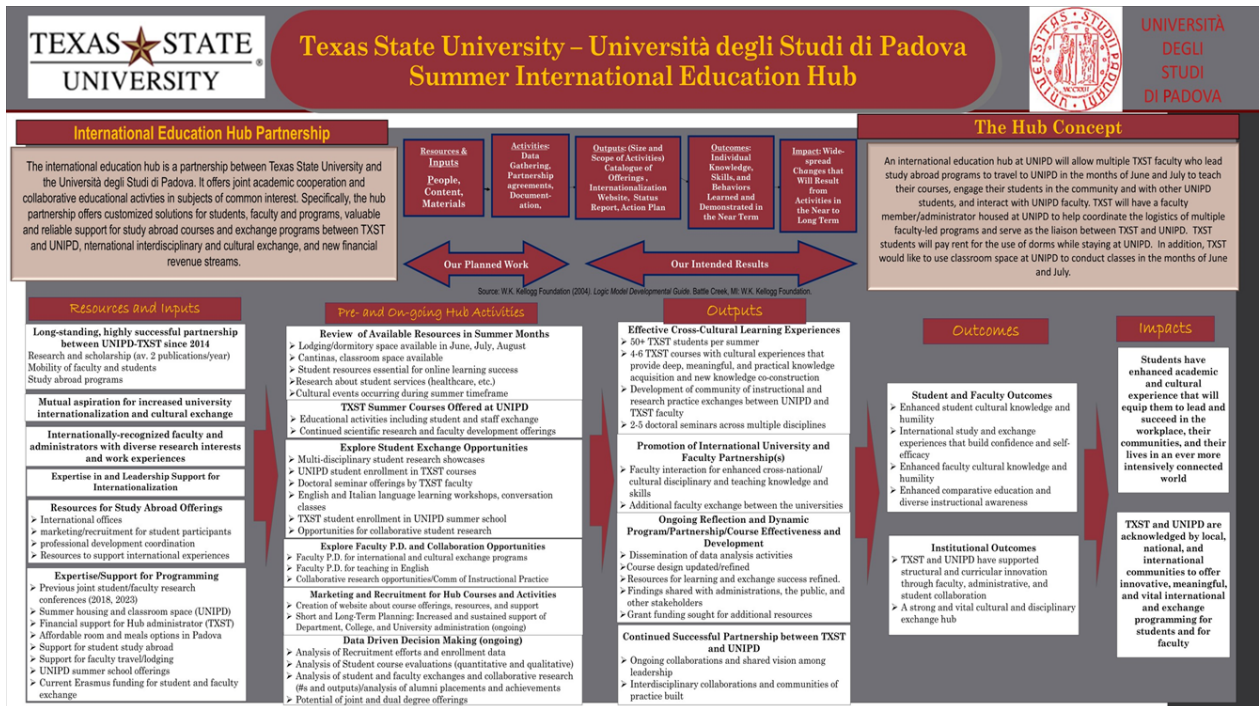 TEXAS STATE
UNIVERSITY
®
Texas State University – Università degli Studi di Padova
Summer International Education Hub
UNIVERSITÀ
DEGLI
STUDI
DI PADOVA
International Education Hub Partnership
The international education hub is a partnership between Texas State University and
the Università degli Studi di Padova. It offers joint academic cooperation and
collaborative educational activties in subjects of common interest. Specifically, the hub
partnership offers customized solutions for students, faculty and programs, valuable
and reliable support for study abroad courses and exchange programs between TXST
and UNIPD, nternational interdisciplinary and cultural exchange, and new financial
revenue streams.
Resources &
Inputs
People,
Content,
Materials
Activities:
Data
Gathering,
Partnership
agreements,
Document-
ation,
Outputs: (Size and
Scope of Activities)
Catalogue of
Offerings ,
Internationalization
Website, Status
Report, Action Plan
Outcomes:
Individual
Knowledge,
Skills, and
Behaviors
Learned and
Demonstrated in
the Near Term
Impact: Wide-
spread
Changes that
Will Result
from
Activities in
the Near to
Long Term
Our Planned Work
Our Intended Results
Source: W.K. Kellogg Foundation (2004). Logic Model Developmental Guide. Battle Creek, MI: W.K. Kellogg Foundation.
The Hub Concept
An international education hub at UNIPD will allow multiple TXST faculty who lead
study abroad programs to travel to UNIPD in the months of June and July to teach
their courses, engage their students in the community and with other UNIPD
students, and interact with UNIPD faculty. TXST will have a faculty
member/administrator housed at UNIPD to help coordinate the logistics of multiple
faculty-led programs and serve as the liaison between TXST and UNIPD. TXST
students will pay rent for the use of dorms while staying at UNIPD. In addition, TXST
would like to use classroom space at UNIPD to conduct classes in the months of June
and July.
Resources and Inputs
Long-standing, highly successful partnership
between UNIPD-TXST since 2014
Research and scholarship (av. 2 publications/year)
Mobility of faculty and students
Study abroad programs
Mutual aspiration for increased university
internationalization and cultural exchange
Internationally-recognized faculty and
administrators with diverse research interests
and work experiences
Expertise in and Leadership Support for
Internationalization
Resources for Study Abroad Offerings
➢ International offices
➢ marketing/recruitment for student participants
➢ professional development coordination
➢ Resources to support international experiences
Expertise/Support for Programming
➢ Previous joint student/faculty research
conferences (2018, 2023)
➢ Summer housing and classroom space (UNIPD)
➢ Financial support for Hub administrator (TXST)
➢ Affordable room and meals options in Padova
➢ Support for student study abroad
➢ Support for faculty travel/lodging
➢ UNIPD summer school offerings
➢ Current Erasmus funding for student and faculty
exchange
Pre- and On-going Hub Activities
Review of Available Resources in Summer Months
➢ Lodging/dormitory space available in June, July, August
➢ Cantinas, classroom space available
➢ Student resources essential for online learning success
➢Research about student services (healthcare, etc.)
➢Cultural events occurring during summer timeframe
TXST Summer Courses Offered at UNIPD
➢ Educational activities including student and staff exchange
➢ Continued scientific research and faculty development offerings
Explore Student Exchange Opportunities
➢ Multi-disciplinary student research showcases
➢ UNIPD student enrollment in TXST courses
➢ Doctoral seminar offerings by TXST faculty
➢ English and Italian language learning workshops, conversation
classes
➢ TXST student enrollment in UNIPD summer school
➢ Opportunities for collaborative student research
Explore Faculty P.D. and Collaboration Opportunities
➢ Faculty P.D. for international and cultural exchange programs
➢ Faculty P.D. for teaching in English
➢ Collaborative research opportunities/Comm of Instructional Practice
Marketing and Recruitment for Hub Courses and Activities
➢ Creation of website about course offerings, resources, and support
➢ Short and Long-Term Planning: Increased and sustained support of
Department, College, and University administration (ongoing)
Data Driven Decision Making (ongoing)
➢ Analysis of Recruitment efforts and enrollment data
➢ Analysis of Student course evaluations (quantitative and qualitative)
➢ Analysis of student and faculty exchanges and collaborative research
(#s and outputs)/analysis of alumni placements and achievements
➢ Potential of joint and dual degree offerings
Outputs
Effective Cross-Cultural Learning Experiences
➢ 50+ TXST students per summer
➢ 4-6 TXST courses with cultural experiences that
provide deep, meaningful, and practical knowledge
acquisition and new knowledge co-construction
➢ Development of community of instructional and
research practice exchanges between UNIPD and
TXST faculty
➢ 2-5 doctoral seminars across multiple disciplines
Promotion of International University and
Faculty Partnership(s)
➢ Faculty interaction for enhanced cross-national/
cultural disciplinary and teaching knowledge and
skills
➢ Additional faculty exchange between the universities
Ongoing Reflection and Dynamic
Program/Partnership/Course Effectiveness and
Development
➢ Dissemination of data analysis activities
➢ Course design updated/refined
➢ Resources for learning and exchange success refined.
➢ Findings shared with administrations, the public, and
other stakeholders
➢ Grant funding sought for additional resources
Continued Successful Partnership between TXST
and UNIPD
➢ Ongoing collaborations and shared vision among
leadership
➢ Interdisciplinary collaborations and communities of
practice built
Outcomes
Student and Faculty Outcomes
➢ Enhanced student cultural knowledge and
humility
➢ International study and exchange
experiences that build confidence and self-
efficacy
➢ Enhanced faculty cultural knowledge and
humility
➢ Enhanced comparative education and
diverse instructional awareness
Institutional Outcomes
➢ TXST and UNIPD have supported
structural and curricular innovation
through faculty, administrative, and
student collaboration
➢ A strong and vital cultural and disciplinary
exchange hub
Impacts
Students have
enhanced academic
and cultural
experience that will
equip them to lead and
succeed in the
workplace, their
communities, and their
lives in an ever more
intensively connected
world
TXST and UNIPD are
acknowledged by local,
national, and
international
communities to offer
innovative, meaningful,
and vital international
and exchange
programming for
students and for
faculty